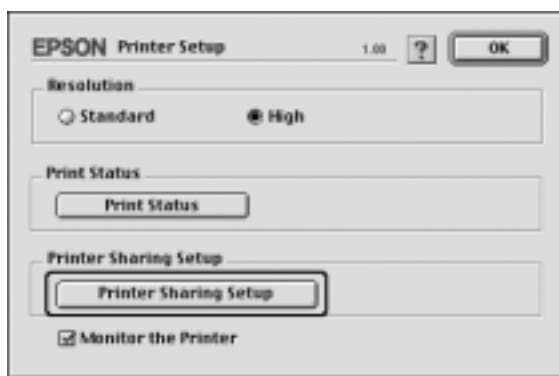 EPSON Printer Setup 1.00 ? OK
Resolution
Standard High
Print Status
Print Status
Printer Sharing Setup
Printer Sharing Setup
Monitor the Printer